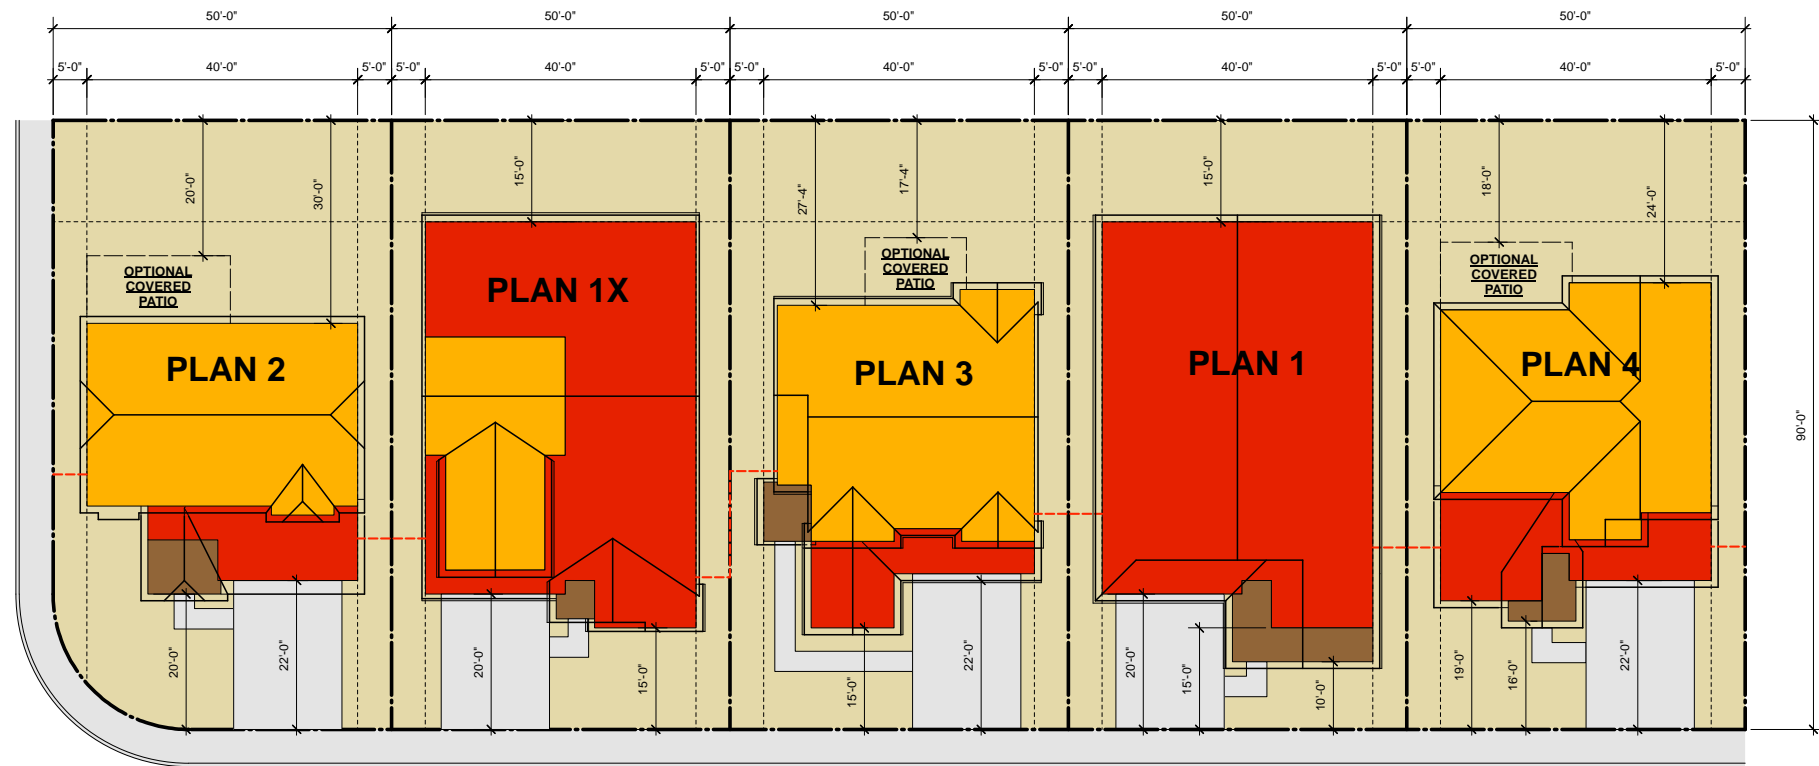 50'-0" 50'-0" 50'-0" 50'-0" 50'-0"
5'-0" 40'-0" 5'-0" 5'-0" 40'-0" 5'-0" 5'-0" 40'-0" 5'-0" 5'-0" 40'-0" 5'-0" 5'-0" 40'-0" 5'-0"
20'-0" 30'-0" 15'-0" 27'-4" 17'-4" 15'-0" 18'-0" 24'-0"
OPTIONAL
COVERED
PATIO
OPTIONAL
COVERED
PATIO
OPTIONAL
COVERED
PATIO
PLAN 2
PLAN 1X
PLAN 3
PLAN 1
PLAN 4
90'-0"
20'-0" 22'-0" 20'-0" 15'-0" 15'-0" 22'-0" 20'-0" 15'-0" 10'-0" 19'-0" 16'-0" 22'-0"